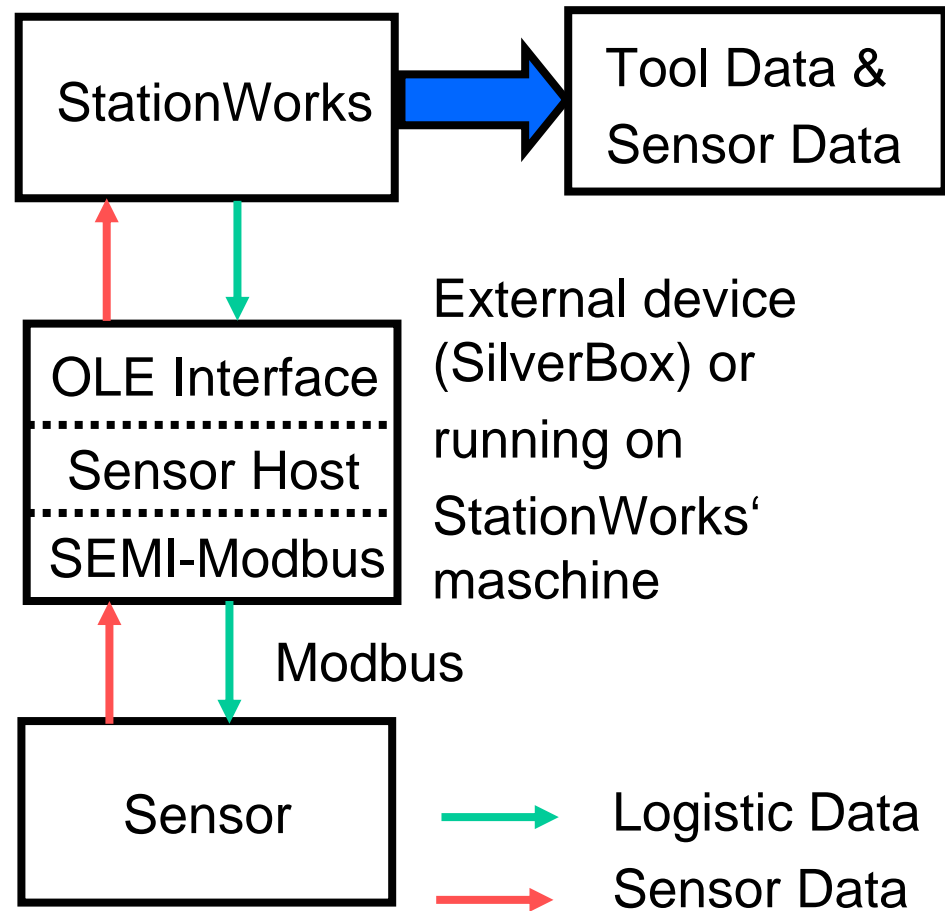 StationWorks
Tool Data &
Sensor Data
External device
(SilverBox) or
running on
StationWorks‘
maschine
OLE Interface
Sensor Host
SEMI-Modbus
Modbus
Sensor
Logistic Data
Sensor Data